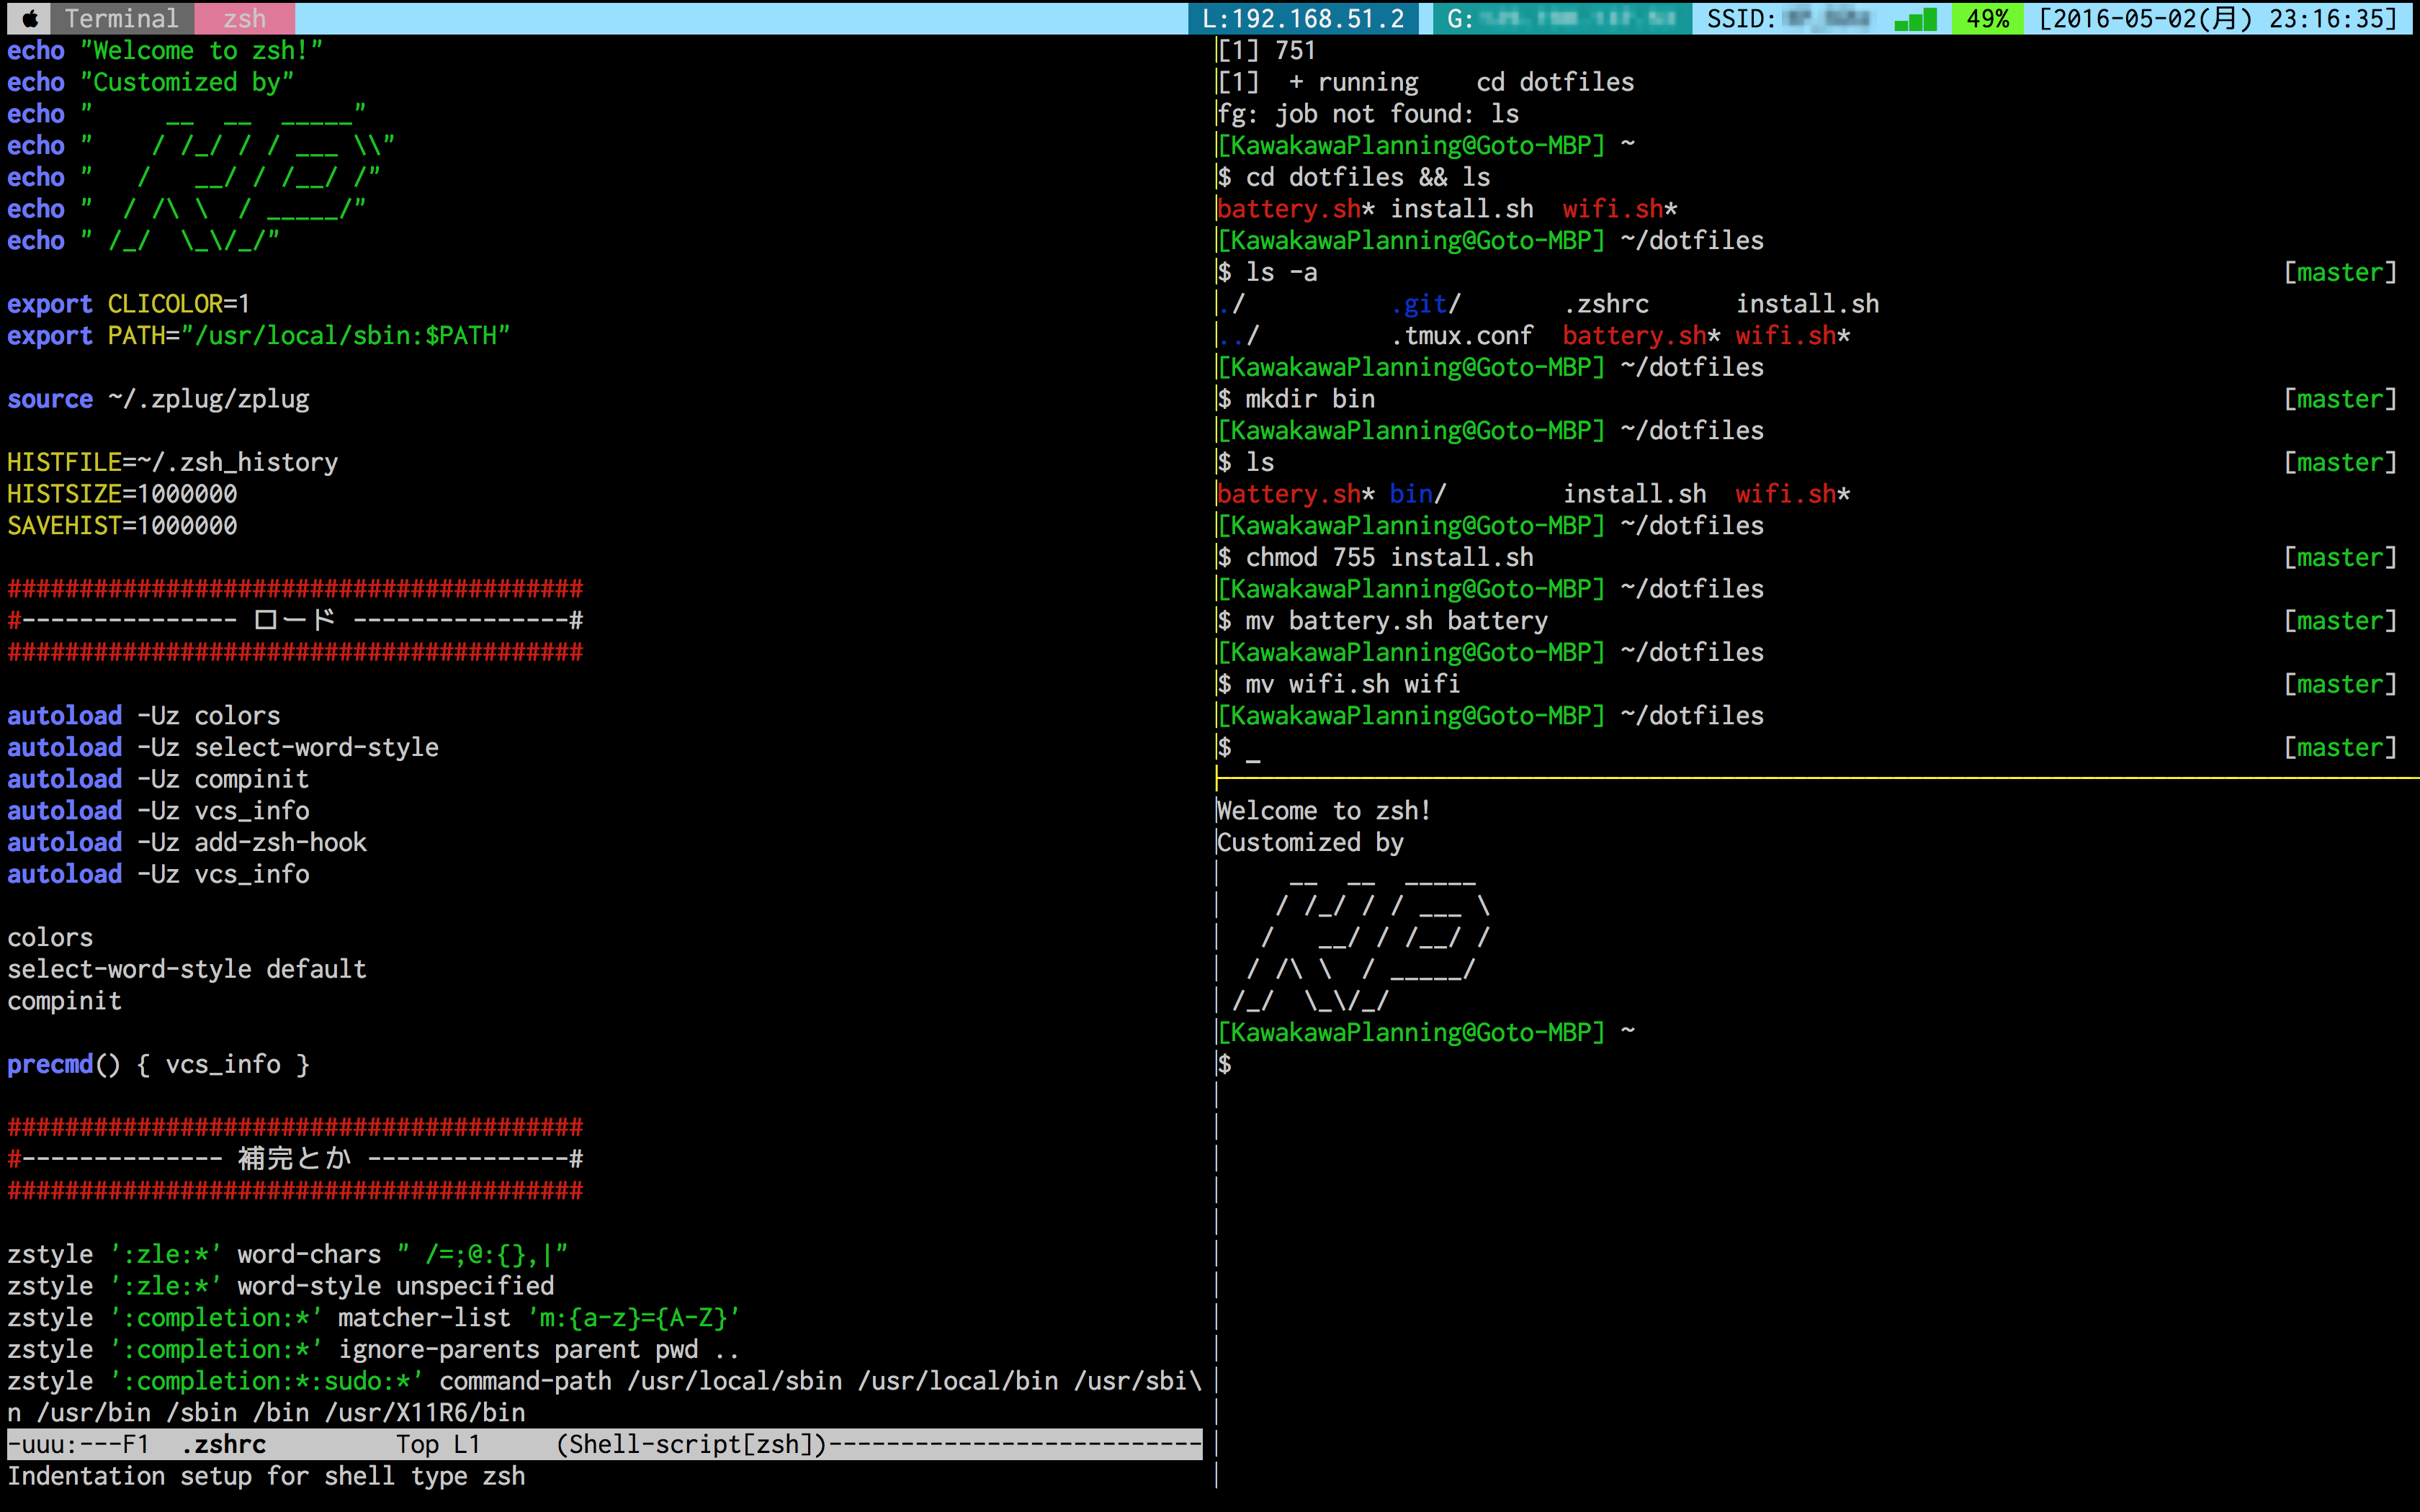 Terminal zsh L:192.168.51.2 G: SSID: 49% [2016-05-02(月) 23:16:35]
echo "Welcome to zsh!"
echo "Customized by"
echo "     __  __  _____"
echo "    / /_/ / / ___ \\"
echo "   /   __/ / /__/ /"
echo "  / /\ \  / _____/"
echo " /_/  \_\/_/"

export CLICOLOR=1
export PATH="/usr/local/sbin:$PATH"

source ~/.zplug/zplug

HISTFILE=~/.zsh_history
HISTSIZE=1000000
SAVEHIST=1000000

########################################
#--------------- ロード ---------------#
########################################

autoload -Uz colors
autoload -Uz select-word-style
autoload -Uz compinit
autoload -Uz vcs_info
autoload -Uz add-zsh-hook
autoload -Uz vcs_info

colors
select-word-style default
compinit

precmd() { vcs_info }

########################################
#-------------- 補完とか --------------#
########################################

zstyle ':zle:*' word-chars " /=;@:{},|"
zstyle ':zle:*' word-style unspecified
zstyle ':completion:*' matcher-list 'm:{a-z}={A-Z}'
zstyle ':completion:*' ignore-parents parent pwd ..
zstyle ':completion:*:sudo:*' command-path /usr/local/sbin /usr/local/bin /usr/sbi\
n /usr/bin /sbin /bin /usr/X11R6/bin
-uuu:---F1  .zshrc         Top L1     (Shell-script[zsh])--------------------------
Indentation setup for shell type zsh
[1] 751
[1]  + running    cd dotfiles
fg: job not found: ls
[KawakawaPlanning@Goto-MBP] ~
$ cd dotfiles && ls
battery.sh* install.sh  wifi.sh*
[KawakawaPlanning@Goto-MBP] ~/dotfiles
$ ls -a [master]
./          .git/       .zshrc      install.sh
../         .tmux.conf  battery.sh* wifi.sh*
[KawakawaPlanning@Goto-MBP] ~/dotfiles
$ mkdir bin [master]
[KawakawaPlanning@Goto-MBP] ~/dotfiles
$ ls [master]
battery.sh* bin/        install.sh  wifi.sh*
[KawakawaPlanning@Goto-MBP] ~/dotfiles
$ chmod 755 install.sh [master]
[KawakawaPlanning@Goto-MBP] ~/dotfiles
$ mv battery.sh battery [master]
[KawakawaPlanning@Goto-MBP] ~/dotfiles
$ mv wifi.sh wifi [master]
[KawakawaPlanning@Goto-MBP] ~/dotfiles
$ _ [master]
Welcome to zsh!
Customized by
     __  __  _____
    / /_/ / / ___ \
   /   __/ / /__/ /
  / /\ \  / _____/
 /_/  \_\/_/
[KawakawaPlanning@Goto-MBP] ~
$